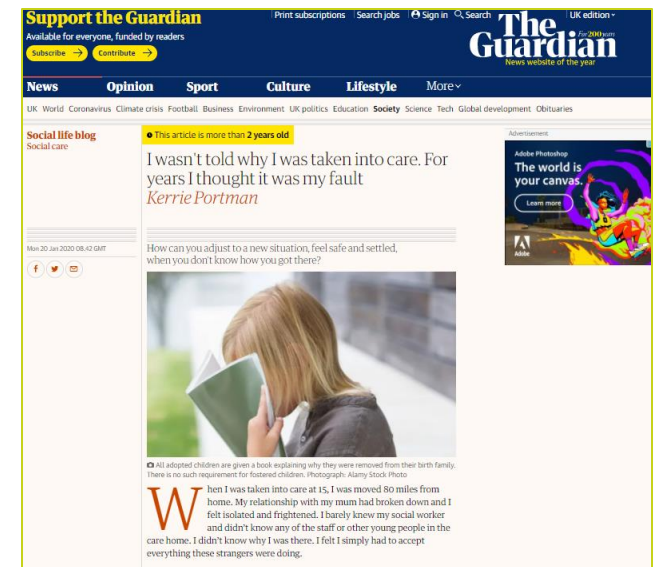 Support the Guardian
Available for everyone, funded by readers
Subscribe →
Contribute →
Print subscriptions
Search jobs
Sign in
Search
UK edition
The Guardian
For 200 years
News website of the year
News
Opinion
Sport
Culture
Lifestyle
More
UK World Coronavirus Climate crisis Football Business Environment UK politics Education Society Science Tech Global development Obituaries
Social life blog
Social care
This article is more than 2 years old
I wasn't told why I was taken into care. For
years I thought it was my fault
Kerrie Portman
Mon 20 Jan 2020 08.42 GMT
How can you adjust to a new situation, feel safe and settled,
when you don't know how you got there?
All adopted children are given a book explaining why they were removed from their birth family.
There is no such requirement for fostered children. Photograph: Alamy Stock Photo
When I was taken into care at 15, I was moved 80 miles from
home. My relationship with my mum had broken down and I
felt isolated and frightened. I barely knew my social worker
and didn't know any of the staff or other young people in the
care home. I didn't know why I was there. I felt I simply had to accept
everything these strangers were doing.
Advertisement
Adobe Photoshop
The world is
your canvas.
Learn more
Adobe